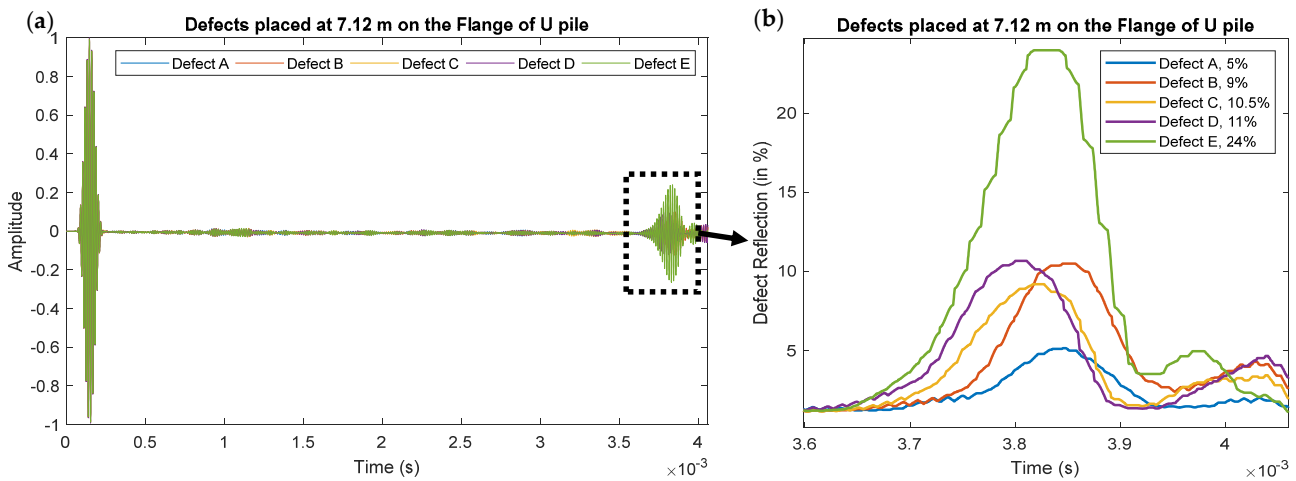 (a)
Defects placed at 7.12 m on the Flange of U pile
Defect A Defect B Defect C Defect D Defect E
Amplitude
1
0.8
0.6
0.4
0.2
0
-0.2
-0.4
-0.6
-0.8
-1
0 0.5 1 1.5 2 2.5 3 3.5 4
Time (s)
×10⁻³
(b)
Defects placed at 7.12 m on the Flange of U pile
Defect A, 5%
Defect B, 9%
Defect C, 10.5%
Defect D, 11%
Defect E, 24%
Defect Reflection (in %)
20
15
10
5
3.6 3.7 3.8 3.9 4
Time (s)
×10⁻³